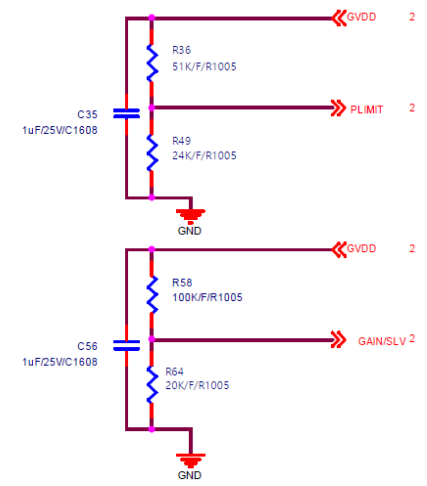 GVDD 2
R36
51K/F/R1005
C35
1uF/25V/C1608
PLIMIT 2
R49
24K/F/R1005
GND
GVDD 2
R58
100K/F/R1005
C56
1uF/25V/C1608
GAIN/SLV 2
R64
20K/F/R1005
GND